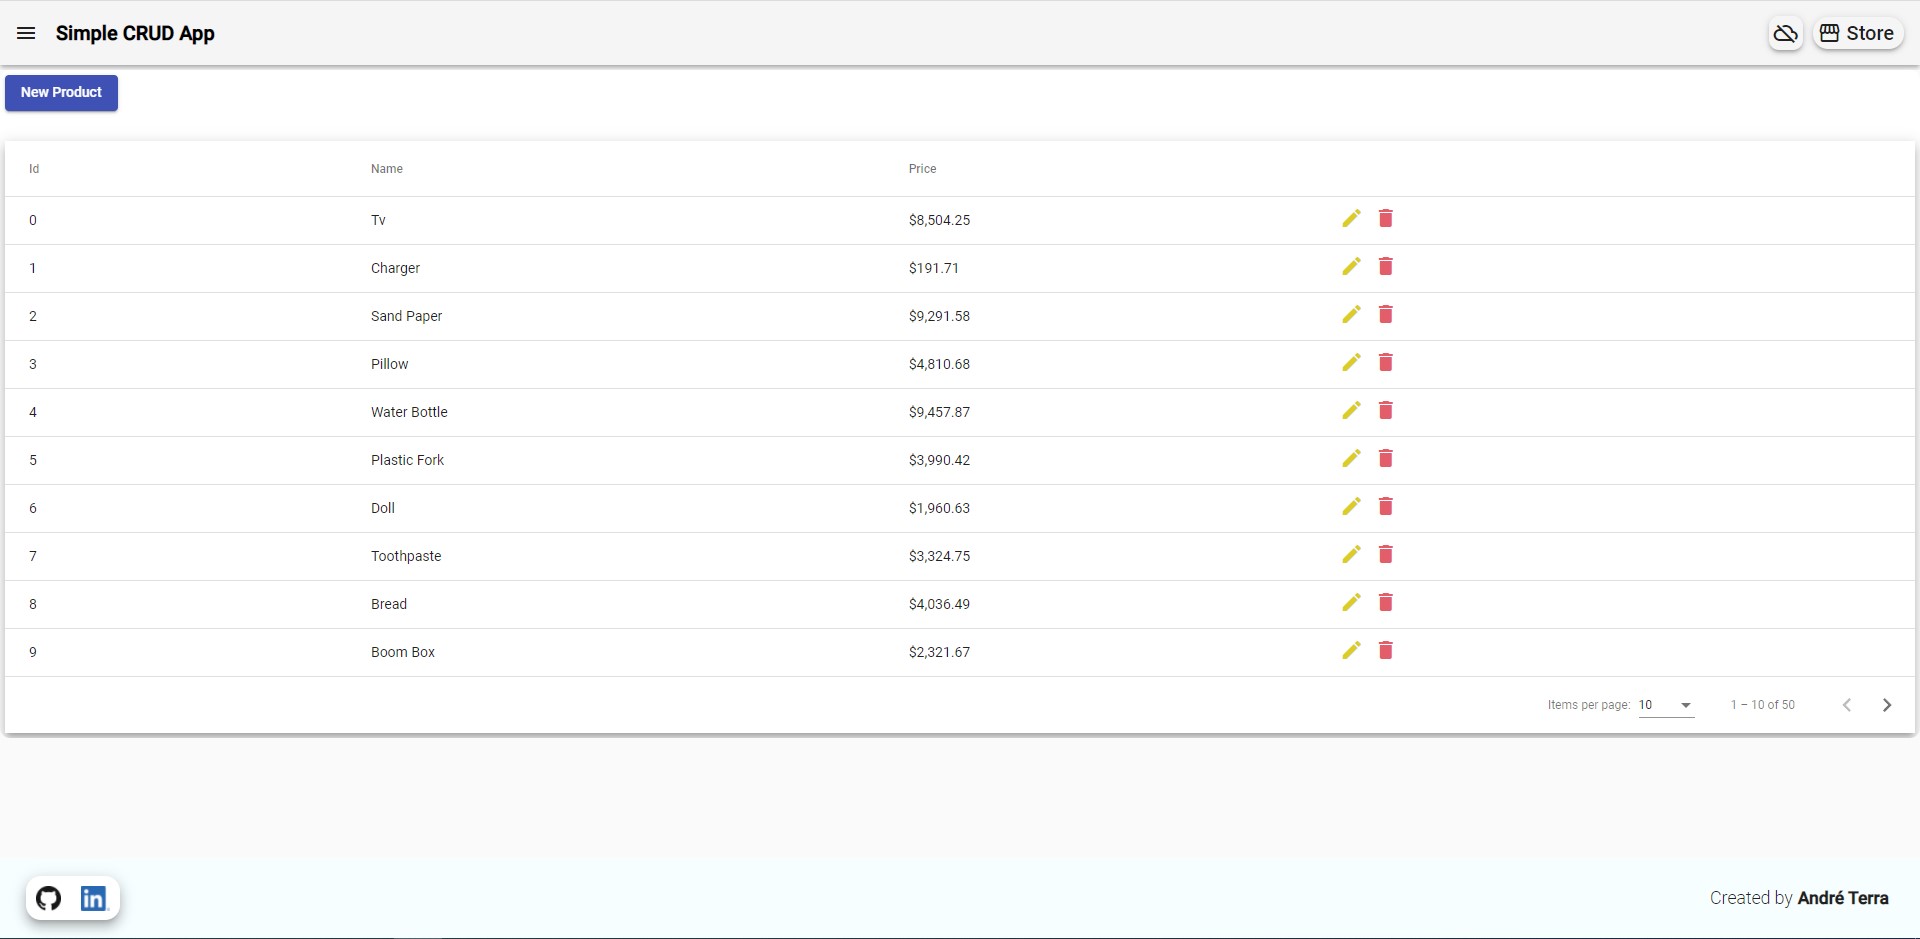 Simple CRUD App
Store
New Product
Id Name Price
0 Tv $8,504.25
1 Charger $191.71
2 Sand Paper $9,291.58
3 Pillow $4,810.68
4 Water Bottle $9,457.87
5 Plastic Fork $3,990.42
6 Doll $1,960.63
7 Toothpaste $3,324.75
8 Bread $4,036.49
9 Boom Box $2,321.67
Items per page: 10 1 – 10 of 50
in
Created by André Terra